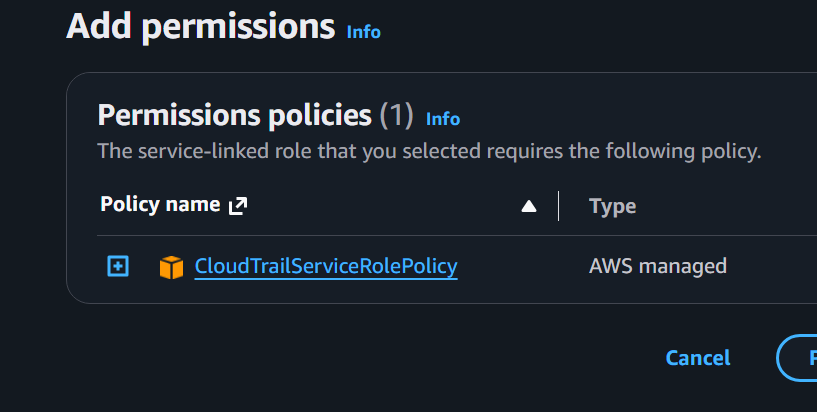 Add permissions Info
Permissions policies (1) Info
The service-linked role that you selected requires the following policy.
Policy name Type
CloudTrailServiceRolePolicy AWS managed
Cancel